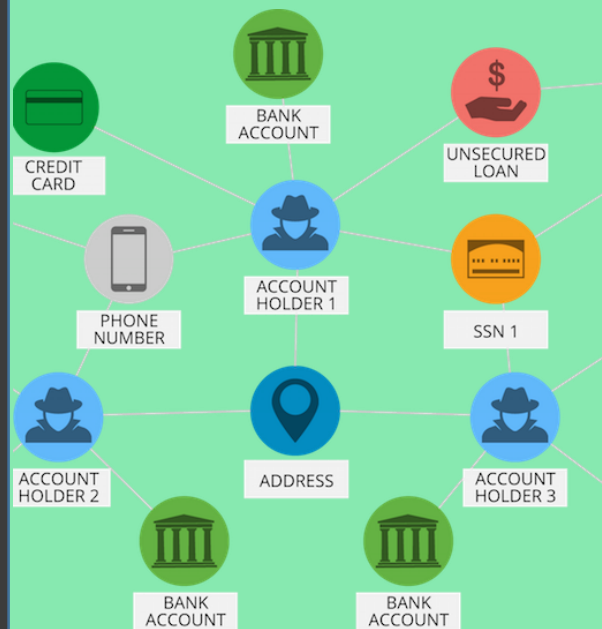 BANK
ACCOUNT
$
CREDIT
CARD
UNSECURED
LOAN
ACCOUNT
HOLDER 1
PHONE
NUMBER
SSN 1
ACCOUNT
HOLDER 2
ADDRESS
ACCOUNT
HOLDER 3
BANK
ACCOUNT
BANK
ACCOUNT